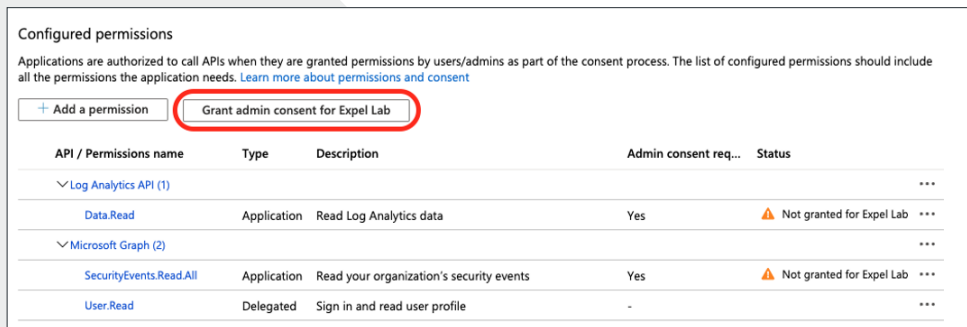 Configured permissions
Applications are authorized to call APIs when they are granted permissions by users/admins as part of the consent process. The list of configured permissions should include
all the permissions the application needs. Learn more about permissions and consent
+ Add a permission Grant admin consent for Expel Lab
API / Permissions name Type Description Admin consent req... Status
Log Analytics API (1) ...
Data.Read Application Read Log Analytics data Yes Not granted for Expel Lab ...
Microsoft Graph (2) ...
SecurityEvents.Read.All Application Read your organization’s security events Yes Not granted for Expel Lab ...
User.Read Delegated Sign in and read user profile - ...